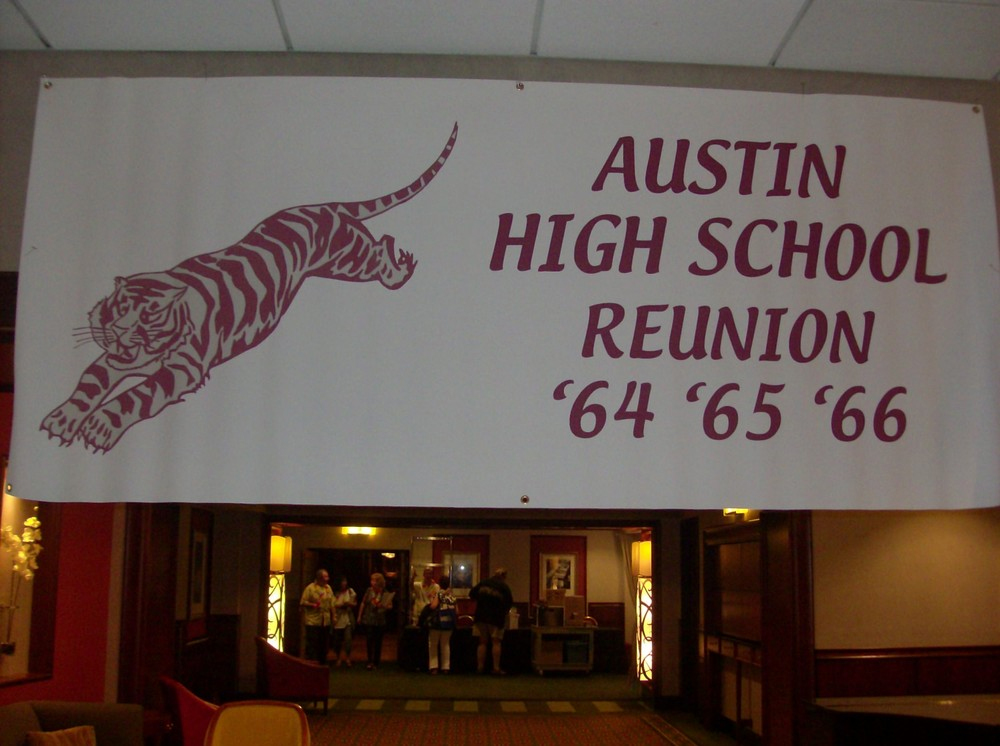 AUSTIN
HIGH SCHOOL
REUNION
‘64 ‘65 ‘66